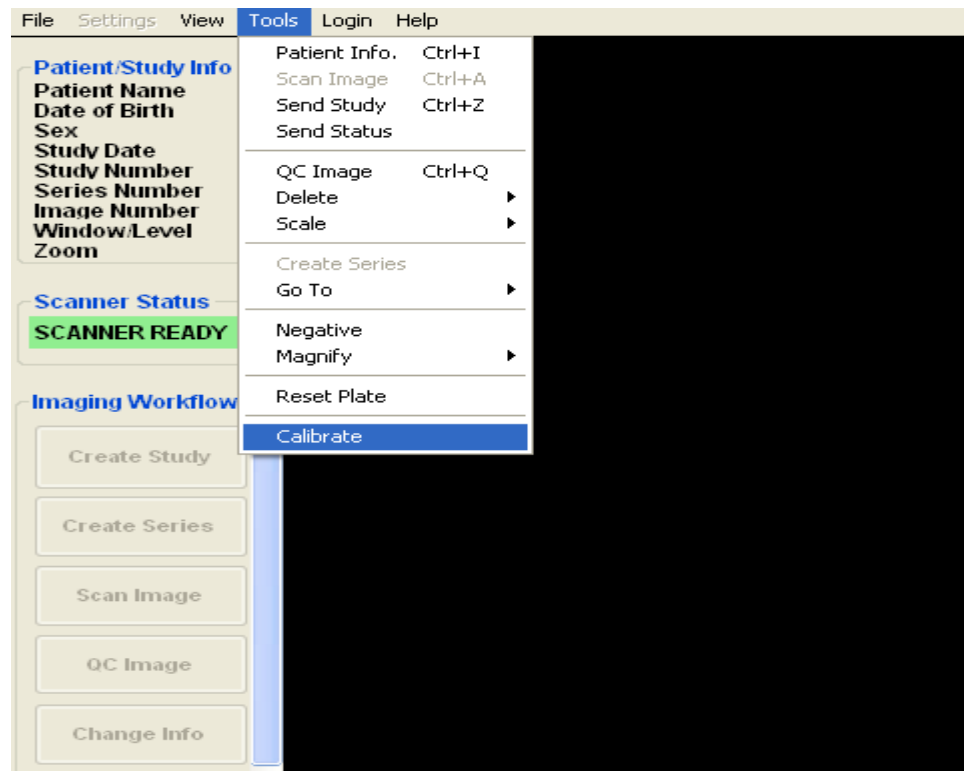 File Settings View Tools Login Help
Patient/Study Info
Patient Name
Date of Birth
Sex
Study Date
Study Number
Series Number
Image Number
Window/Level
Zoom
Scanner Status
SCANNER READY
Imaging Workflow
Create Study
Create Series
Scan Image
QC Image
Change Info
Patient Info. Ctrl+I
Scan Image Ctrl+A
Send Study Ctrl+Z
Send Status
QC Image Ctrl+Q
Delete
Scale
Create Series
Go To
Negative
Magnify
Reset Plate
Calibrate